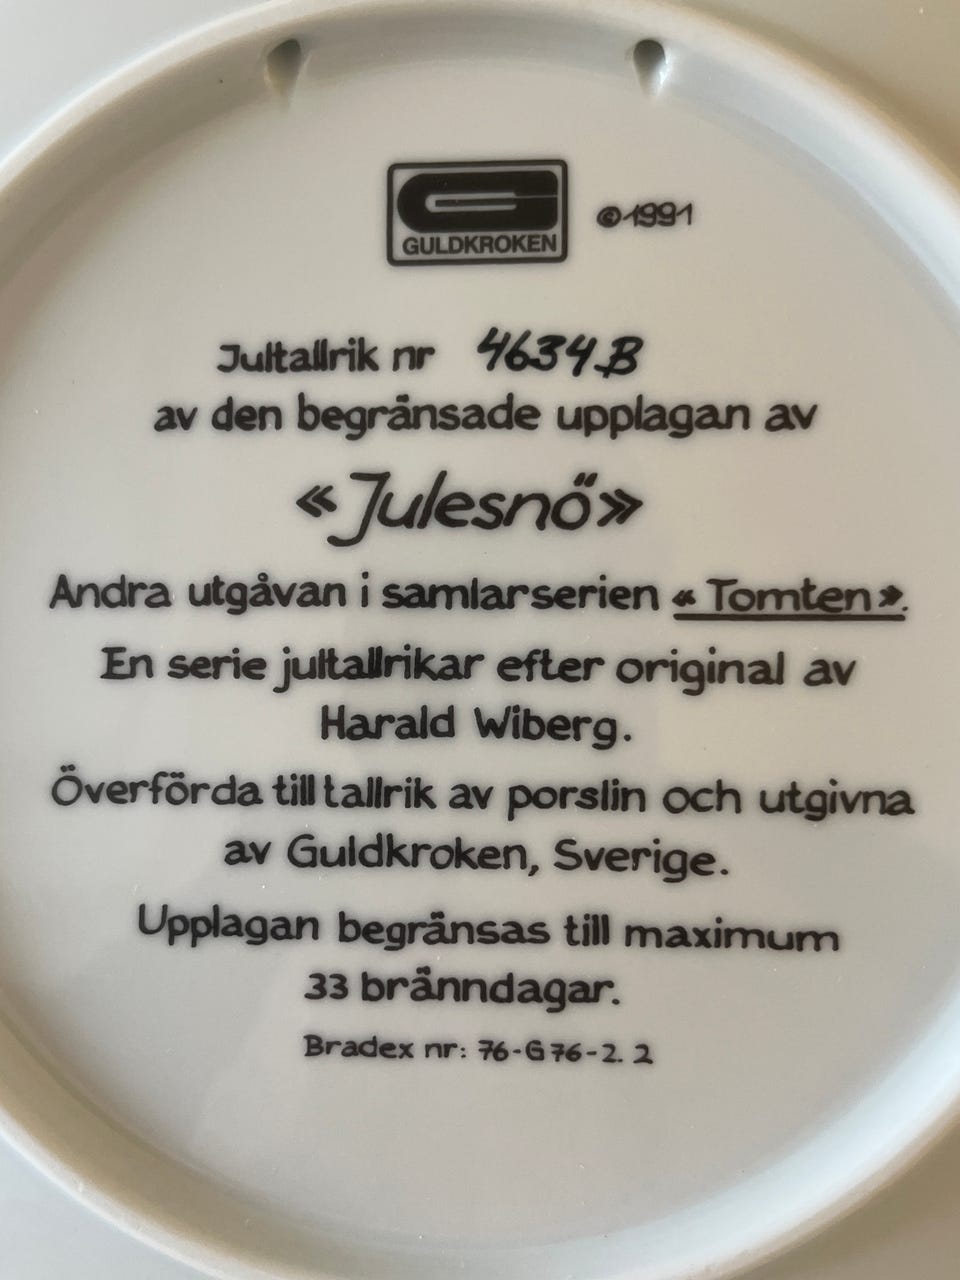 GULDKROKEN
©1991
Jultallrik nr 4634B
av den begränsade upplagan av
«Julesnö»
Andra utgåvan i samlarserien «Tomten».
En serie jultallrikar efter original av
Harald Wiberg.
Överförda till tallrik av porslin och utgivna
av Guldkroken, Sverige.
Upplagan begränsas till maximum
33 bränndagar.
Bradex nr: 76-G76-2.2